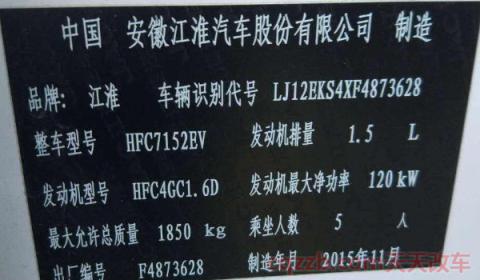 中国 安徽江淮汽车股份有限公司 制造
品牌: 江淮 车辆识别代号 LJ12EKS4XF4873628
整车型号 HFC7152EV 发动机排量 1.5 L
发动机型号 HFC4GC1.6D 发动机最大净功率 120kW
最大允许总质量 1850 kg 乘坐人数 5 人
出厂编号 F4873628 制造年月 2015年11月